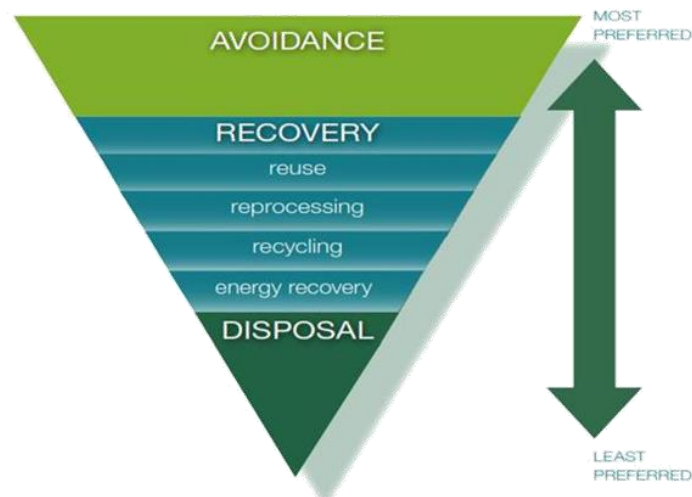 MOST
PREFERRED
AVOIDANCE
RECOVERY
reuse
reprocessing
recycling
energy recovery
DISPOSAL
LEAST
PREFERRED